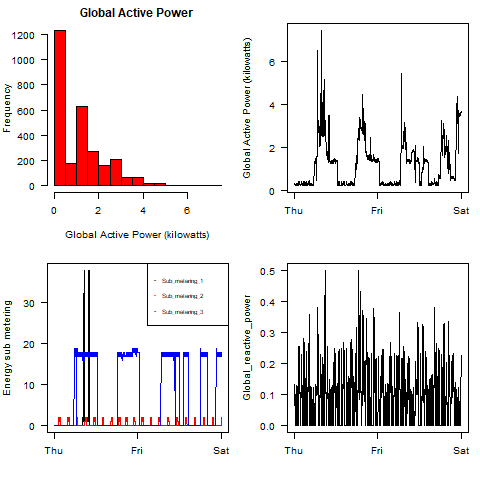 Global Active Power
Frequency
1200
1000
800
600
400
200
0
0 2 4 6
Global Active Power (kilowatts)
Global Active Power (kilowatts)
6
4
2
0
Thu Fri Sat
Energy sub metering
30
20
10
0
Sub_metering_1
Sub_metering_2
Sub_metering_3
Thu Fri Sat
Global_reactive_power
0.5
0.4
0.3
0.2
0.1
0.0
Thu Fri Sat